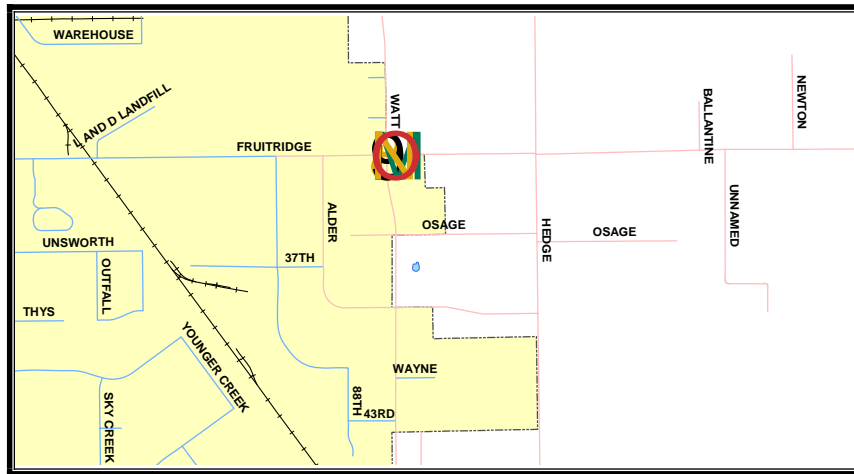 WAREHOUSE
L AND D LANDFILL
WATT
NEWTON
BALLANTINE
FRUITRIDGE
UNNAMED
ALDER
OSAGE
HEDGE
OSAGE
UNSWORTH
OUTFALL
37TH
THYS
YOUNGER CREEK
WAYNE
88TH
43RD
SKY CREEK